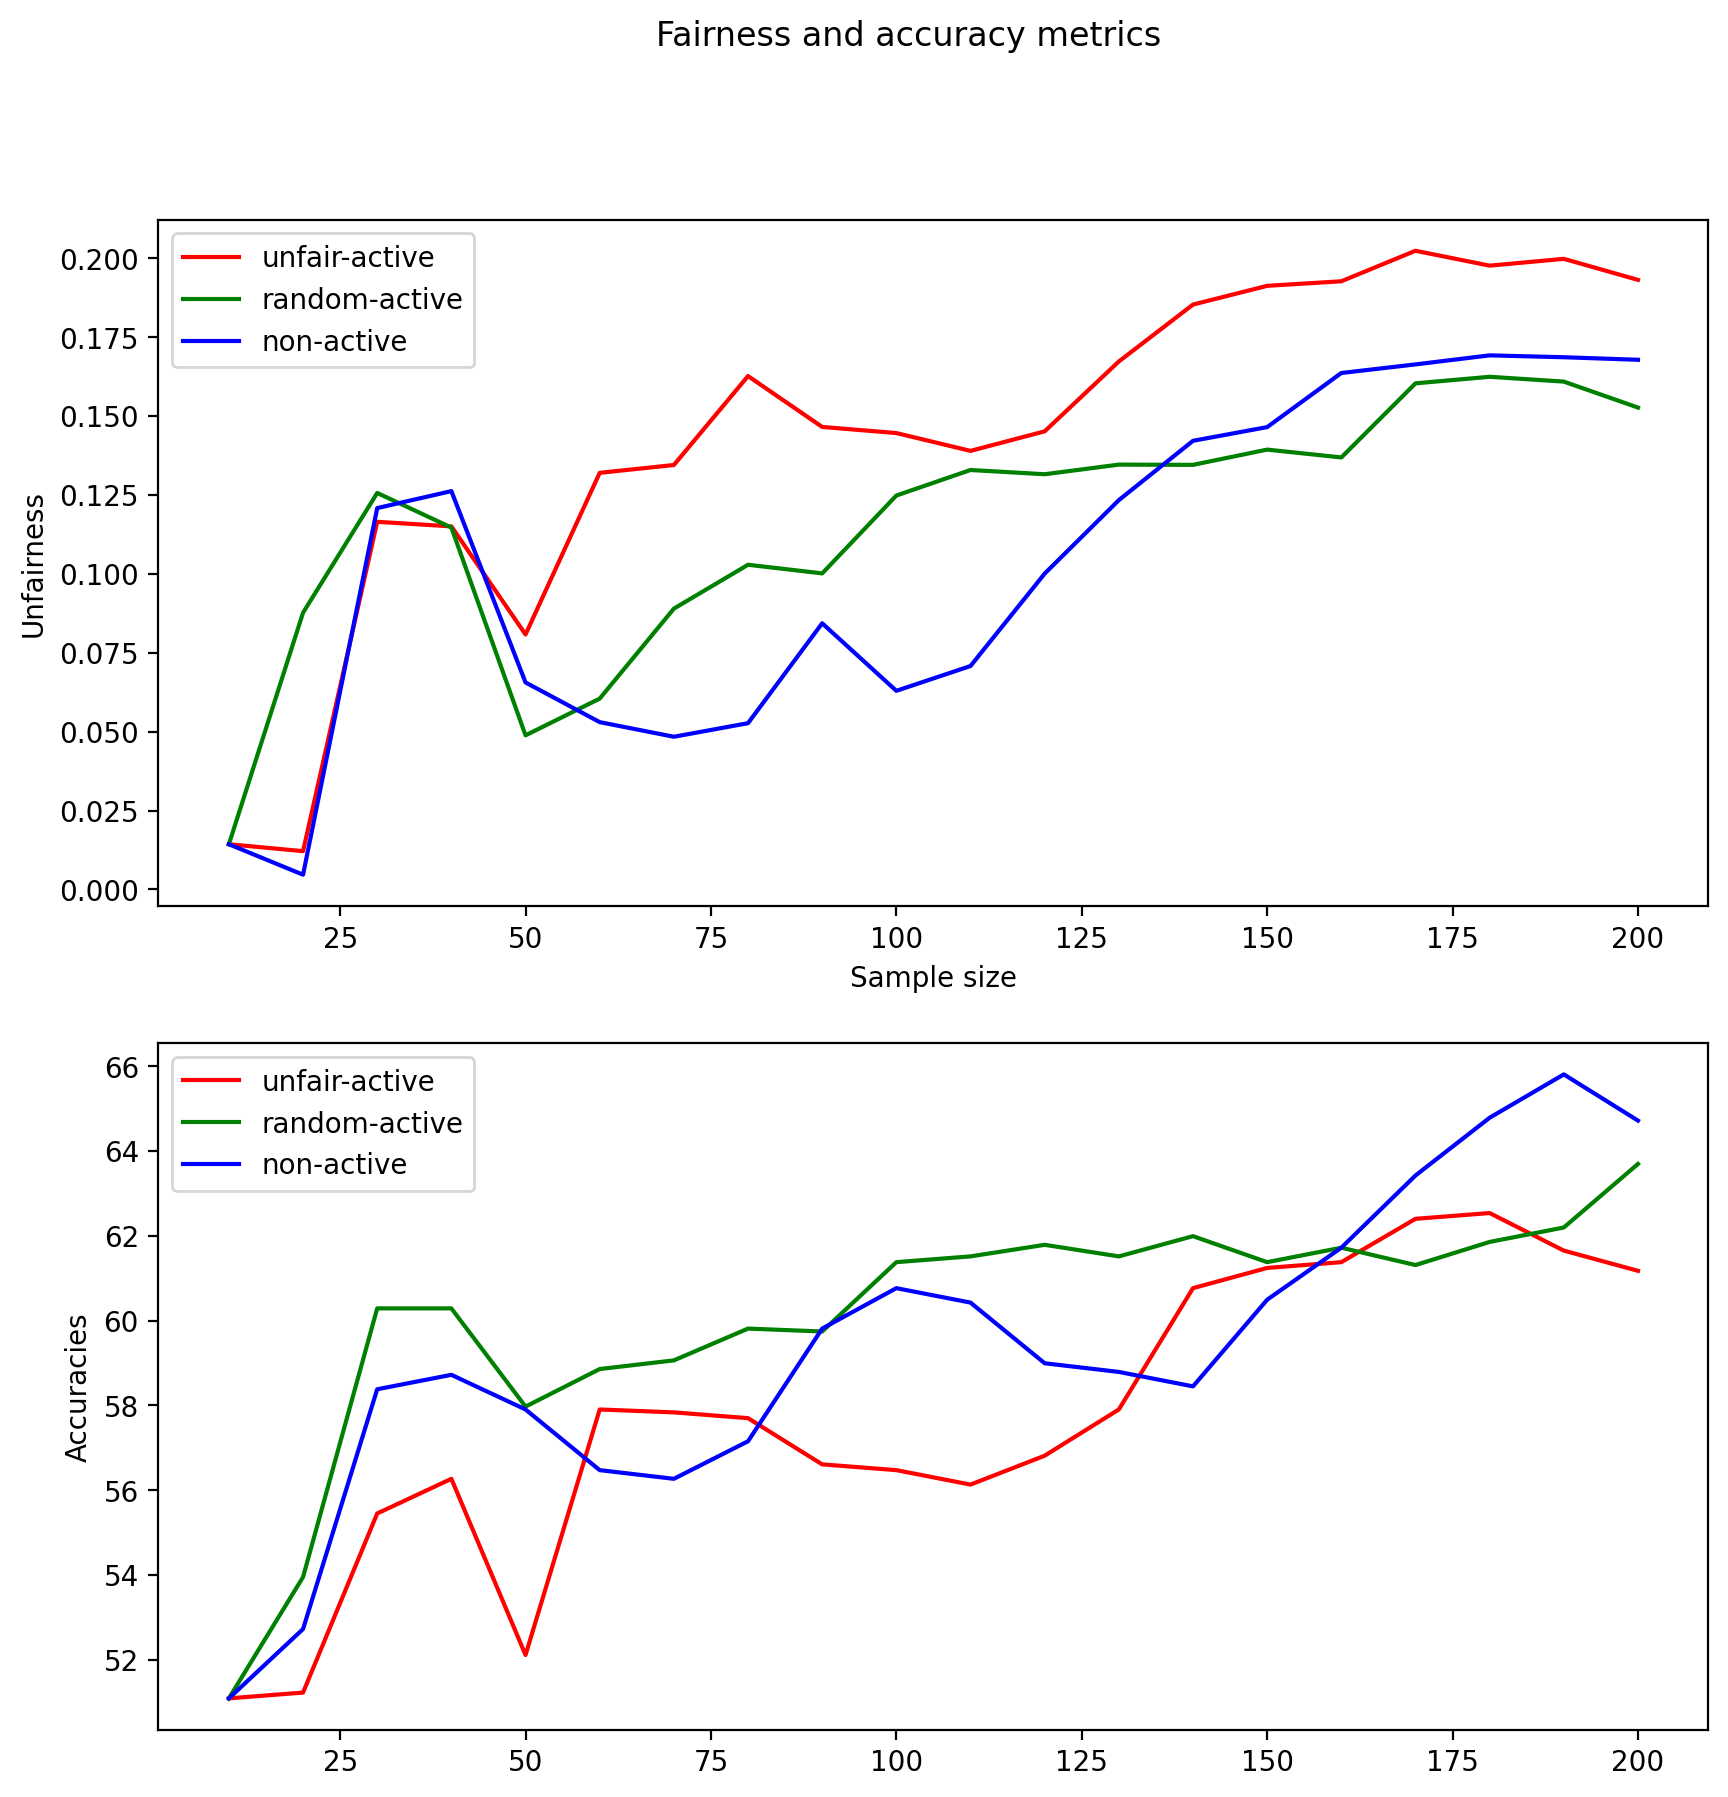 Fairness and accuracy metrics
unfair-active
random-active
non-active
0.200
0.175
0.150
0.125
0.100
0.075
0.050
0.025
0.000
Unfairness
25 50 75 100 125 150 175 200
Sample size
unfair-active
random-active
non-active
66
64
62
60
58
56
54
52
Accuracies
25 50 75 100 125 150 175 200